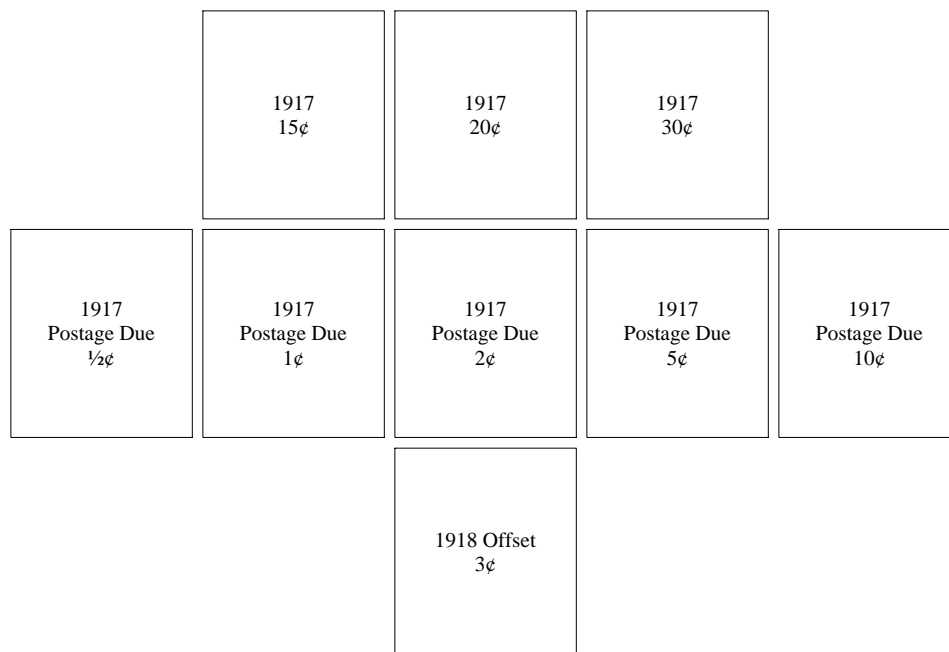 1917
15¢
1917
20¢
1917
30¢
1917
Postage Due
½¢
1917
Postage Due
1¢
1917
Postage Due
2¢
1917
Postage Due
5¢
1917
Postage Due
10¢
1918 Offset
3¢